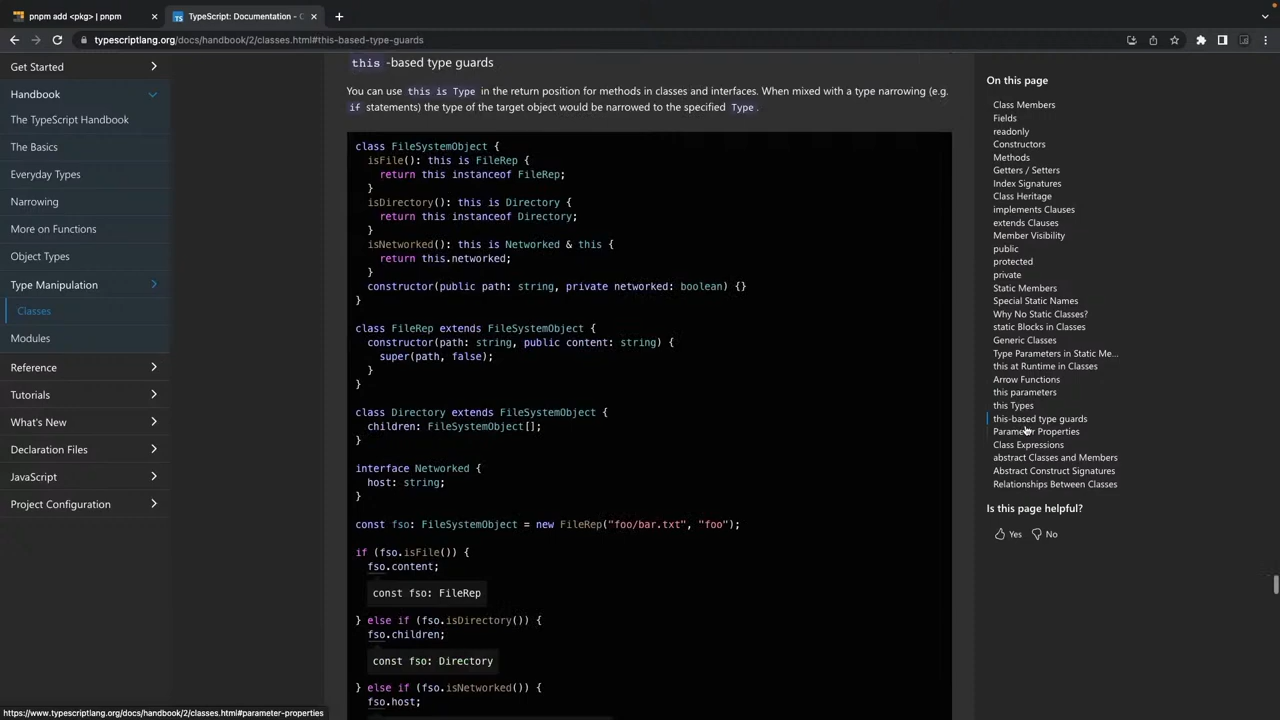 pnpm add <pkg> | pnpm
TypeScript: Documentation - C
typescriptlang.org/docs/handbook/2/classes.html#this-based-type-guards
Get Started
Handbook
The TypeScript Handbook
The Basics
Everyday Types
Narrowing
More on Functions
Object Types
Type Manipulation
Classes
Modules
Reference
Tutorials
What's New
Declaration Files
JavaScript
Project Configuration
this -based type guards
You can use this is Type in the return position for methods in classes and interfaces. When mixed with a type narrowing (e.g.
if statements) the type of the target object would be narrowed to the specified Type.
class FileSystemObject {
isFile(): this is FileRep {
return this instanceof FileRep;
}
isDirectory(): this is Directory {
return this instanceof Directory;
}
isNetworked(): this is Networked & this {
return this.networked;
}
constructor(public path: string, private networked: boolean) {}
}
class FileRep extends FileSystemObject {
constructor(path: string, public content: string) {
super(path, false);
}
}
class Directory extends FileSystemObject {
children: FileSystemObject[];
}
interface Networked {
host: string;
}
const fso: FileSystemObject = new FileRep("foo/bar.txt", "foo");
if (fso.isFile()) {
fso.content;
const fso: FileRep
} else if (fso.isDirectory()) {
fso.children;
const fso: Directory
} else if (fso.isNetworked()) {
fso.host;
On this page
Class Members
Fields
readonly
Constructors
Methods
Getters / Setters
Index Signatures
Class Heritage
implements Clauses
extends Clauses
Member Visibility
public
protected
private
Static Members
Special Static Names
Why No Static Classes?
static Blocks in Classes
Generic Classes
Type Parameters in Static Me...
this at Runtime in Classes
Arrow Functions
this parameters
this Types
this-based type guards
Parameter Properties
Class Expressions
abstract Classes and Members
Abstract Construct Signatures
Relationships Between Classes
Is this page helpful?
Yes
No
https://www.typescriptlang.org/docs/handbook/2/classes.html#parameter-properties